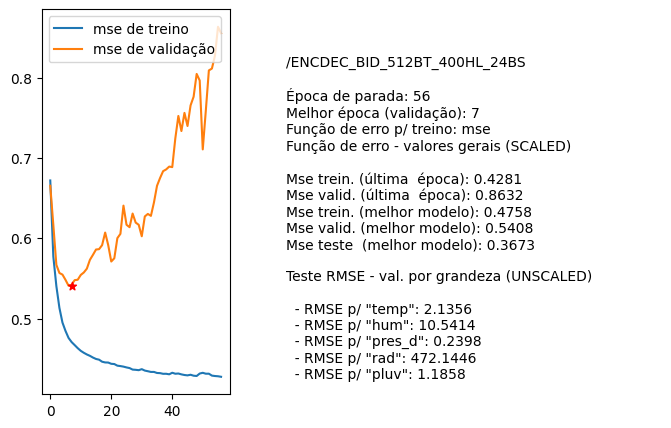 mse de treino
mse de validação
0.8
0.7
0.6
0.5
0
20
40
/ENCDEC_BID_512BT_400HL_24BS
Época de parada: 56
Melhor época (validação): 7
Função de erro p/ treino: mse
Função de erro - valores gerais (SCALED)
Mse trein. (última  época): 0.4281
Mse valid. (última  época): 0.8632
Mse trein. (melhor modelo): 0.4758
Mse valid. (melhor modelo): 0.5408
Mse teste  (melhor modelo): 0.3673
Teste RMSE - val. por grandeza (UNSCALED)
- RMSE p/ "temp": 2.1356
- RMSE p/ "hum": 10.5414
- RMSE p/ "pres_d": 0.2398
- RMSE p/ "rad": 472.1446
- RMSE p/ "pluv": 1.1858